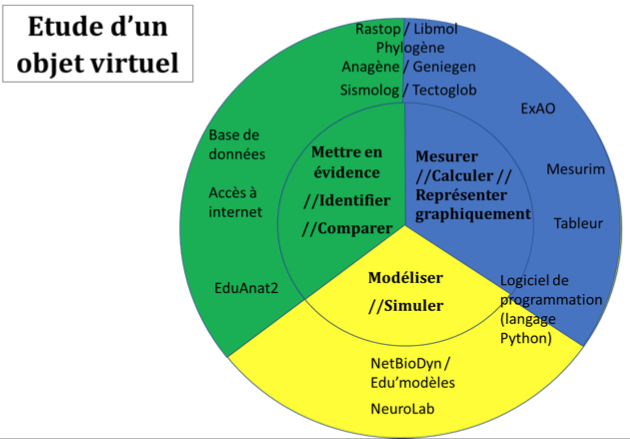 Etude d'un
objet virtuel
Rastop / Libmol
Phylogène
Anagène / Geniegen
Sismolog / Tectoglob
ExAO
Mesurim
Tableur
Logiciel de
programmation
(langage
Python)
Base de
données
Accès à
internet
EduAnat2
Mettre en
évidence
//Identifier
//Comparer
Mesurer
//Calculer //
Représenter
graphiquement
Modéliser
//Simuler
NetBioDyn /
Edu'modèles
NeuroLab